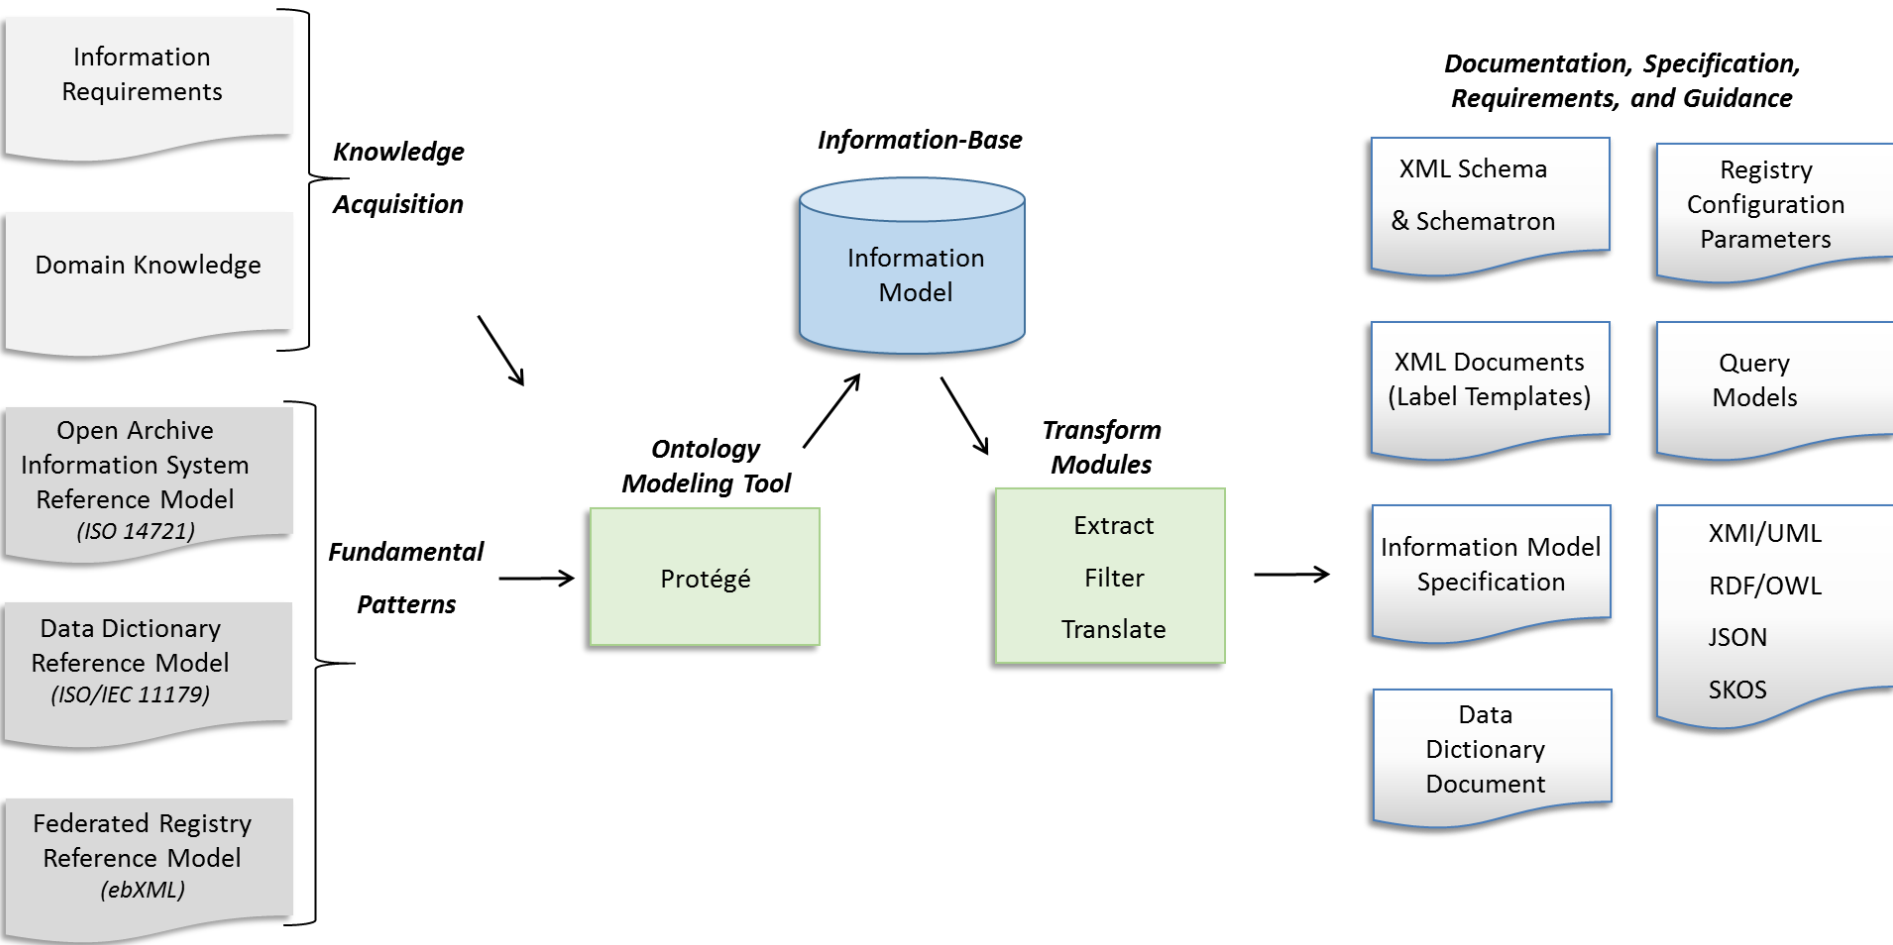 Information
Requirements
Domain Knowledge
Knowledge
Acquisition
Open Archive
Information System
Reference Model
(ISO 14721)
Data Dictionary
Reference Model
(ISO/IEC 11179)
Federated Registry
Reference Model
(ebXML)
Fundamental
Patterns
Ontology
Modeling Tool
Protégé
Information-Base
Information
Model
Transform
Modules
Extract
Filter
Translate
Documentation, Specification,
Requirements, and Guidance
XML Schema
& Schematron
Registry
Configuration
Parameters
XML Documents
(Label Templates)
Query
Models
Information Model
Specification
XMI/UML
RDF/OWL
JSON
SKOS
Data
Dictionary
Document